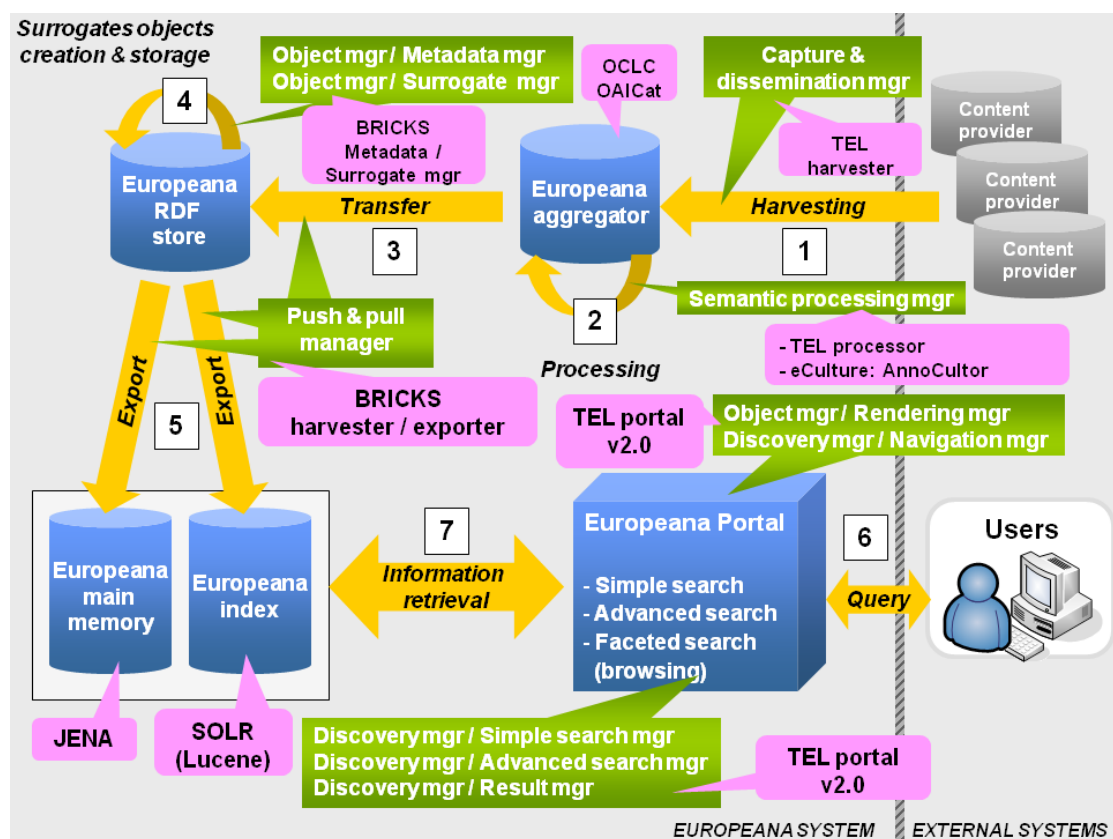 Surrogates objects
creation & storage
4
Object mgr / Metadata mgr
Object mgr / Surrogate mgr
BRICKS
Metadata /
Surrogate mgr
OCLC
OAICat
Capture &
dissemination mgr
TEL
harvester
Content
provider
Content
provider
Content
provider
Europeana
RDF
store
Transfer
3
Europeana
aggregator
Harvesting
1
Push & pull
manager
2
Processing
Semantic processing mgr
- TEL processor
- eCulture: AnnoCultor
Export
Export
5
BRICKS
harvester / exporter
TEL portal
v2.0
Object mgr / Rendering mgr
Discovery mgr / Navigation mgr
Europeana
main
memory
Europeana
index
7
Information
retrieval
Europeana Portal
- Simple search
- Advanced search
- Faceted search
(browsing)
6
Query
Users
JENA
SOLR
(Lucene)
Discovery mgr / Simple search mgr
Discovery mgr / Advanced search mgr
Discovery mgr / Result mgr
TEL portal
v2.0
EUROPEANA SYSTEM
EXTERNAL SYSTEMS